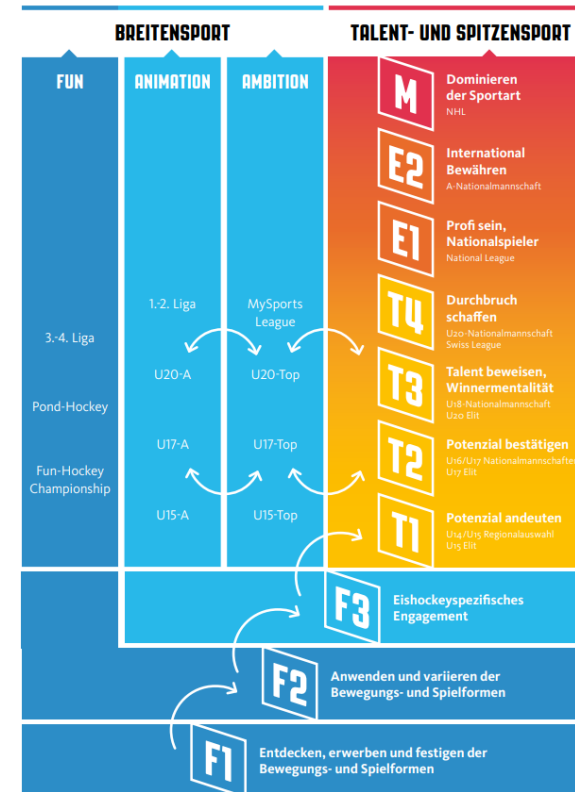 BREITENSPORT
TALENT- UND SPITZENSPORT
FUN
ANIMATION
AMBITION
3.-4. Liga
Pond-Hockey
Fun-Hockey
Championship
1.-2. Liga
U20-A
U17-A
U15-A
MySports
League
U20-Top
U17-Top
U15-Top
M
Dominieren
der Sportart
NHL
E2
International
Bewähren
A-Nationalmannschaft
E1
Profi sein,
Nationalspieler
National League
T4
Durchbruch
schaffen
U20-Nationalmannschaft
Swiss League
T3
Talent beweisen,
Winnermentalität
U18-Nationalmannschaft
U20 Elit
T2
Potenzial bestätigen
U16/U17 Nationalmannschaften
U17 Elit
T1
Potenzial andeuten
U14/U15 Regionalauswahl
U15 Elit
F3
Eishockeyspezifisches
Engagement
F2
Anwenden und variieren der
Bewegungs- und Spielformen
F1
Entdecken, erwerben und festigen der
Bewegungs- und Spielformen